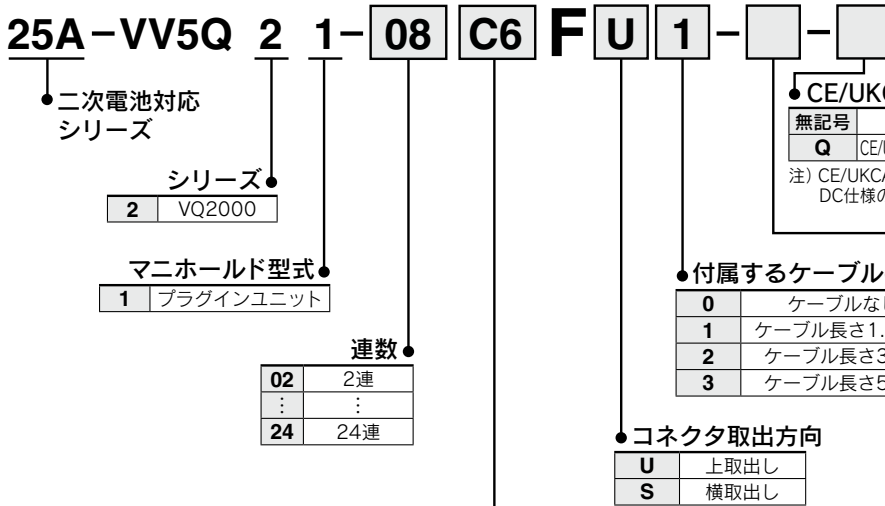 25A-VV5Q 2 1-08 C6 F U 1-
二次電池対応
シリーズ
シリーズ
2 VQ2000
マニホールド型式
1 プラグインユニット
連数
02 2連
⋮ ⋮
24 24連
CE/UKC
無記号
Q CE/U
注) CE/UKCA
DC仕様の
付属するケーブル
0 ケーブルなし
1 ケーブル長さ1.
2 ケーブル長さ3
3 ケーブル長さ5
コネクタ取出方向
U 上取出し
S 横取出し